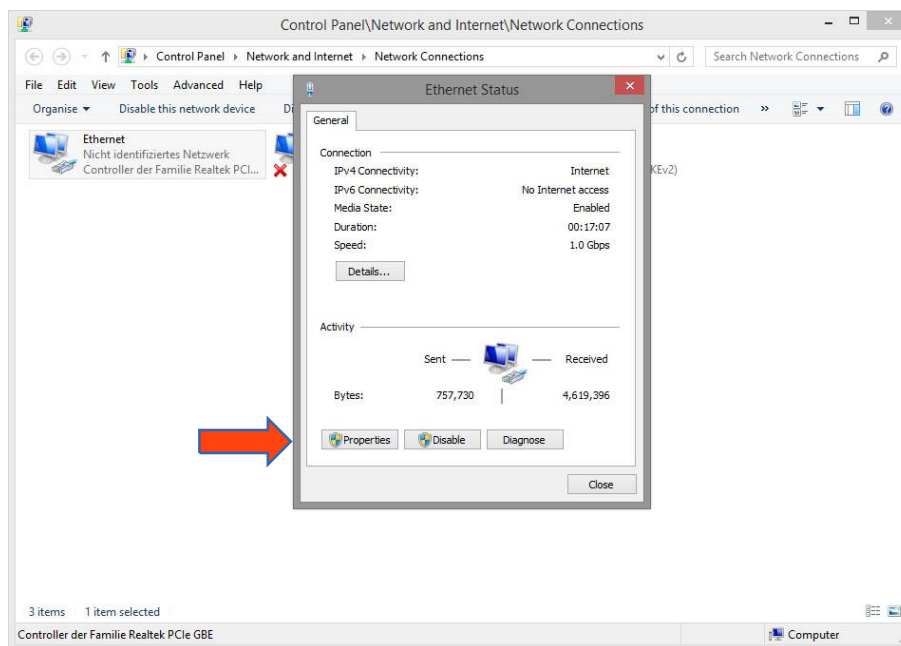 Control Panel\Network and Internet\Network Connections
Control Panel Network and Internet Network Connections
Search Network Connections
File Edit View Tools Advanced Help
Organise Disable this network device of this connection »
Ethernet
Nicht identifiziertes Netzwerk
Controller der Familie Realtek PCI...
KEv2)
Ethernet Status
General
Connection
IPv4 Connectivity: Internet
IPv6 Connectivity: No Internet access
Media State: Enabled
Duration: 00:17:07
Speed: 1.0 Gbps
Details...
Activity
Sent Received
Bytes: 757,730 4,619,396
Properties Disable Diagnose
Close
3 items 1 item selected
Controller der Familie Realtek PCIe GBE Computer